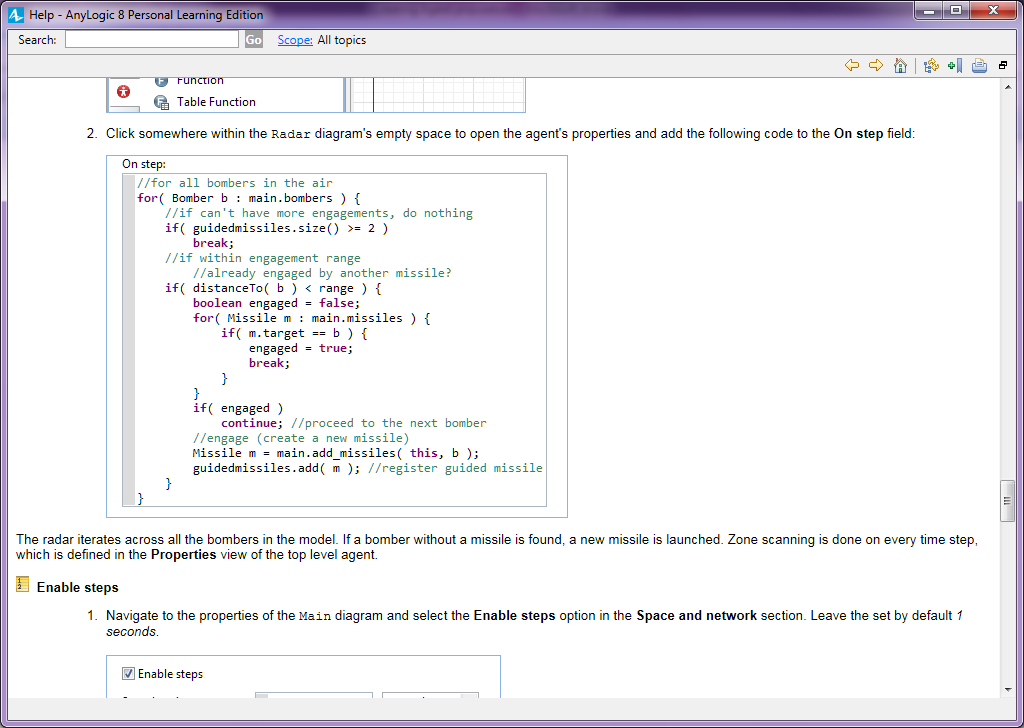 Help - AnyLogic 8 Personal Learning Edition
Search: Go Scope: All topics
Function
Table Function
2. Click somewhere within the Radar diagram's empty space to open the agent's properties and add the following code to the On step field:
On step:
//for all bombers in the air
for( Bomber b : main.bombers ) {
    //if can't have more engagements, do nothing
    if( guidedmissiles.size() >= 2 )
        break;
    //if within engagement range
        //already engaged by another missile?
    if( distanceTo( b ) < range ) {
        boolean engaged = false;
        for( Missile m : main.missiles ) {
            if( m.target == b ) {
                engaged = true;
                break;
            }
        }
        if( engaged )
            continue; //proceed to the next bomber
        //engage (create a new missile)
        Missile m = main.add_missiles( this, b );
        guidedmissiles.add( m ); //register guided missile
    }
}
The radar iterates across all the bombers in the model. If a bomber without a missile is found, a new missile is launched. Zone scanning is done on every time step,
which is defined in the Properties view of the top level agent.
Enable steps
1. Navigate to the properties of the Main diagram and select the Enable steps option in the Space and network section. Leave the set by default 1
seconds.
Enable steps